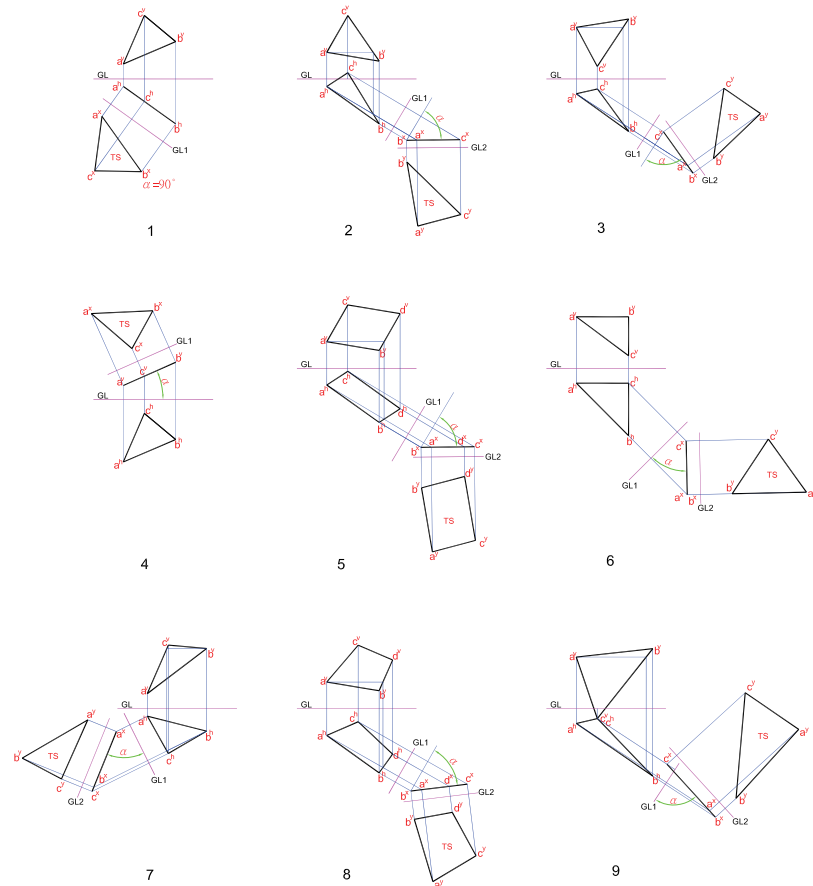 c^v
b^v
a^v
GL
a^h
c^h
a^x
b^h
GL1
TS
c^x b^x
α=90°
1
c^v
a^v b^v
GL
c^h
a^h
GL1 α
b^h a^x c^x
b^x
GL2
b^v
TS
c^v
a^v
2
b^v
a^v
c^v
GL
c^h
a^h
b^h
c^v
TS a^v
c^x
GL1
α a^x b^v
b^x GL2
3
a^x b^x
TS
c^x
GL1
b^v
a^v c^v
α
GL
c^h
b^h
a^h
4
c^v d^v
a^v
b^v
GL
c^h
a^h
GL1
d^h
b^h α
a^x d^x c^x
b^x
GL2
d^v
b^v
TS
c^v
a^v
5
a^v b^v
c^v
GL
a^h c^h
b^h
c^x c^v
α TS
GL1
a^x b^x b^v a
GL2
6
c^v b^v
a^v
GL
a^h
b^h
c^h
a^v a^x
b^v TS α
b^x GL1
c^v c^x
GL2
7
c^v
d^v
a^v
b^v
GL
c^h
a^h
d^h GL1
b^h α
d^x c^x
b^x
GL2
b^v d^v
TS
c^v
a^v
8
a^v b^v
GL
c^v c^h
a^h
b^h
c^x
c^v
TS a^v
GL1
α a^x b^v
b^x GL2
9